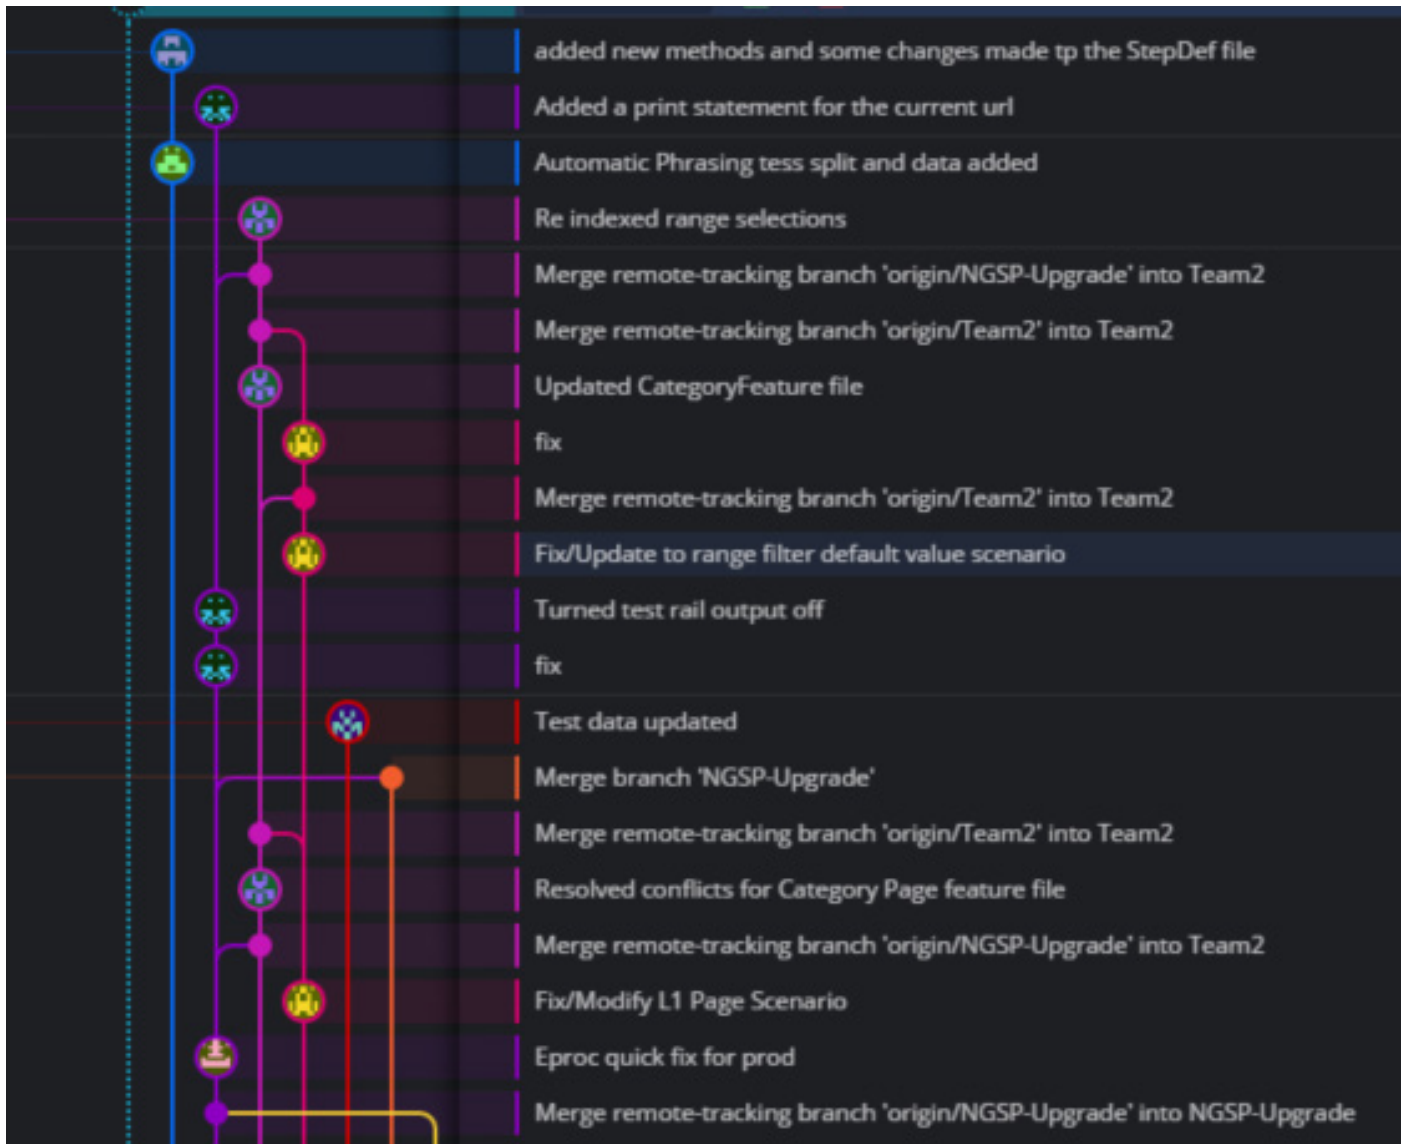 added new methods and some changes made tp the StepDef file
Added a print statement for the current url
Automatic Phrasing tess split and data added
Re indexed range selections
Merge remote-tracking branch 'origin/NGSP-Upgrade' into Team2
Merge remote-tracking branch 'origin/Team2' into Team2
Updated CategoryFeature file
fix
Merge remote-tracking branch 'origin/Team2' into Team2
Fix/Update to range filter default value scenario
Turned test rail output off
fix
Test data updated
Merge branch 'NGSP-Upgrade'
Merge remote-tracking branch 'origin/Team2' into Team2
Resolved conflicts for Category Page feature file
Merge remote-tracking branch 'origin/NGSP-Upgrade' into Team2
Fix/Modify L1 Page Scenario
Eproc quick fix for prod
Merge remote-tracking branch 'origin/NGSP-Upgrade' into NGSP-Upgrade